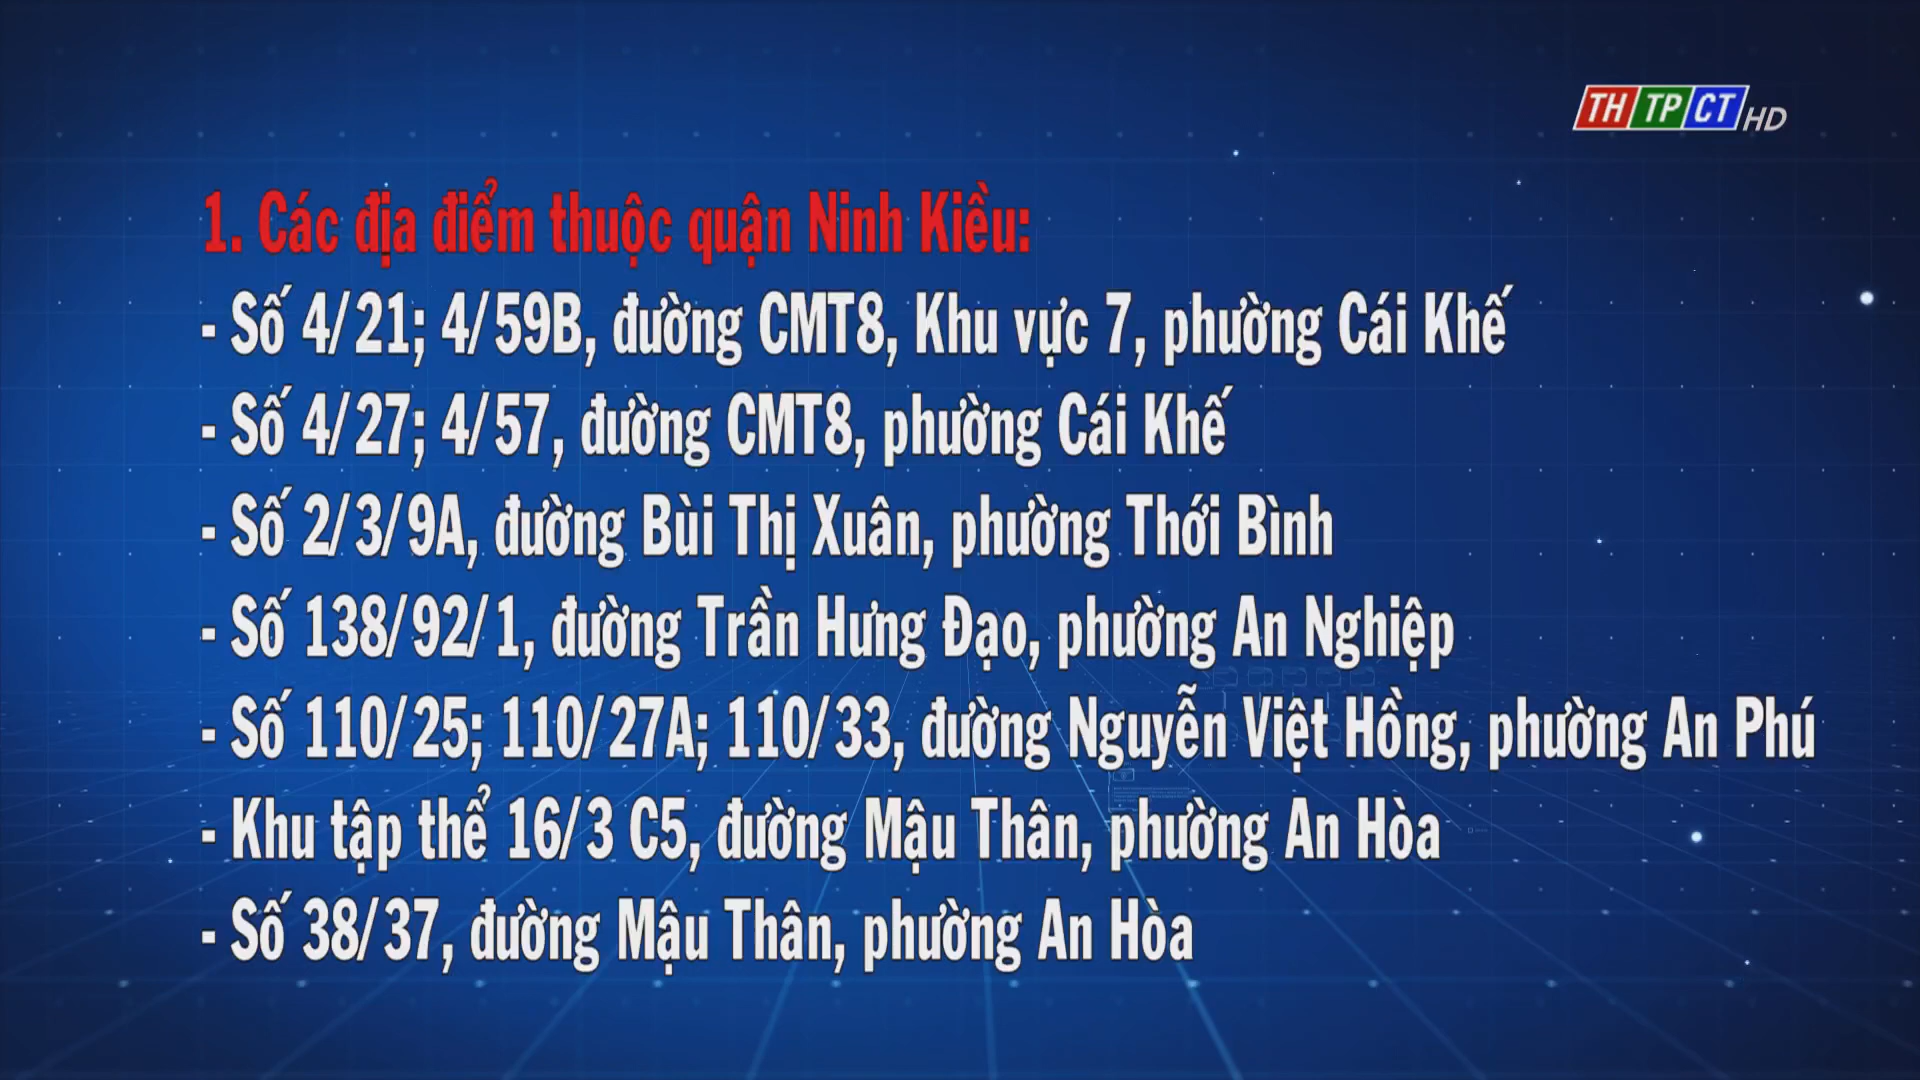 TH TP CT HD
1. Các địa điểm thuộc quận Ninh Kiều:
- Số 4/21; 4/59B, đường CMT8, Khu vực 7, phường Cái Khế
- Số 4/27; 4/57, đường CMT8, phường Cái Khế
- Số 2/3/9A, đường Bùi Thị Xuân, phường Thới Bình
- Số 138/92/1, đường Trần Hưng Đạo, phường An Nghiệp
- Số 110/25; 110/27A; 110/33, đường Nguyễn Việt Hồng, phường An Phú
- Khu tập thể 16/3 C5, đường Mậu Thân, phường An Hòa
- Số 38/37, đường Mậu Thân, phường An Hòa